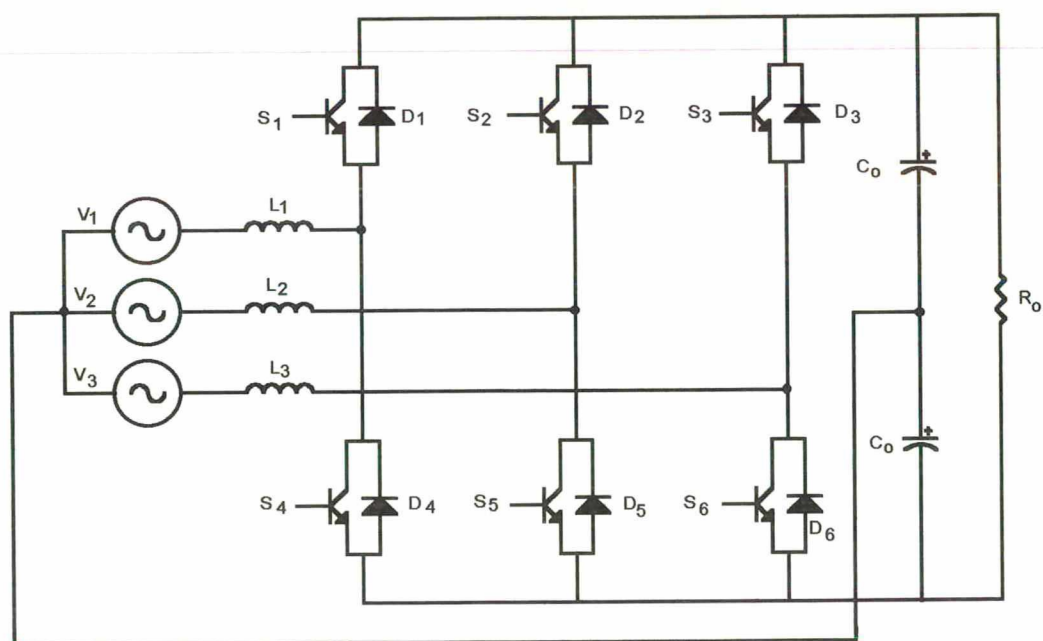 S1 D1 S2 D2 S3 D3
Co
V1 L1
V2 L2
Ro
V3 L3
Co
S4 D4 S5 D5 S6 D6